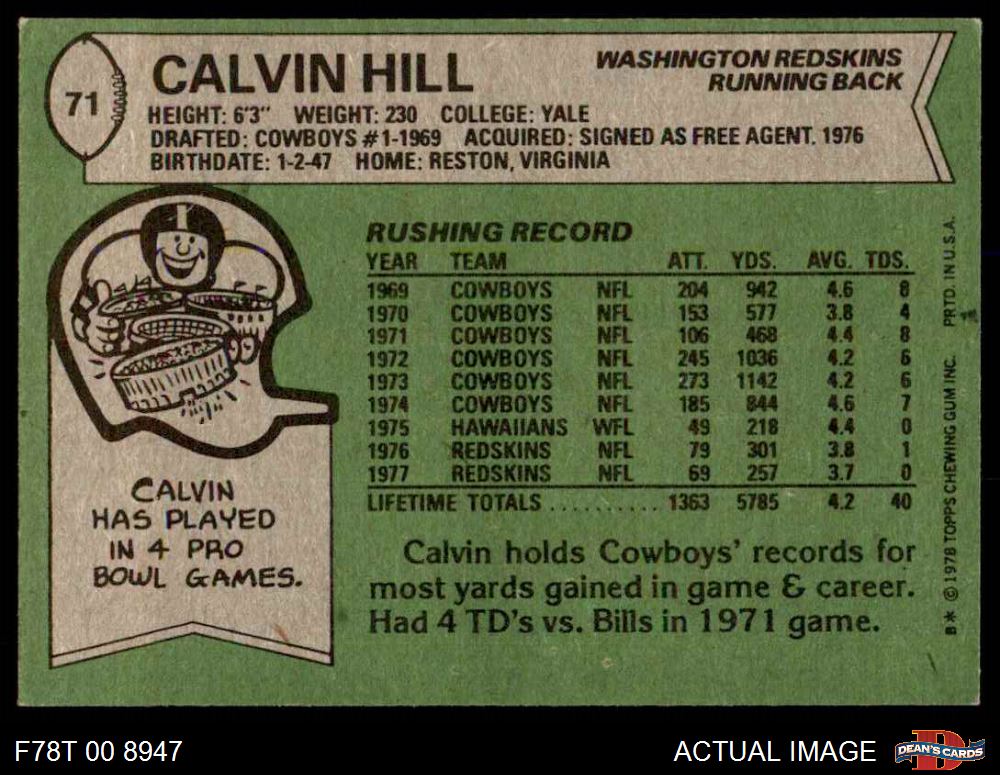 71
CALVIN HILL
WASHINGTON REDSKINS
RUNNING BACK
HEIGHT: 6'3" WEIGHT: 230 COLLEGE: YALE
DRAFTED: COWBOYS #1-1969 ACQUIRED: SIGNED AS FREE AGENT. 1976
BIRTHDATE: 1-2-47 HOME: RESTON, VIRGINIA
RUSHING RECORD
YEAR TEAM ATT. YDS. AVG. TDS.
1969 COWBOYS NFL 204 942 4.6 8
1970 COWBOYS NFL 153 577 3.8 4
1971 COWBOYS NFL 106 468 4.4 8
1972 COWBOYS NFL 245 1036 4.2 6
1973 COWBOYS NFL 273 1142 4.2 6
1974 COWBOYS NFL 185 844 4.6 7
1975 HAWAIIANS WFL 49 218 4.4 0
1976 REDSKINS NFL 79 301 3.8 1
1977 REDSKINS NFL 69 257 3.7 0
LIFETIME TOTALS .......... 1363 5785 4.2 40
Calvin holds Cowboys' records for
most yards gained in game & career.
Had 4 TD's vs. Bills in 1971 game.
CALVIN
HAS PLAYED
IN 4 PRO
BOWL GAMES.
B* © 1978 TOPPS CHEWING GUM INC. PRTD. IN U.S.A.
F78T 00 8947
ACTUAL IMAGE
DEAN'S CARDS